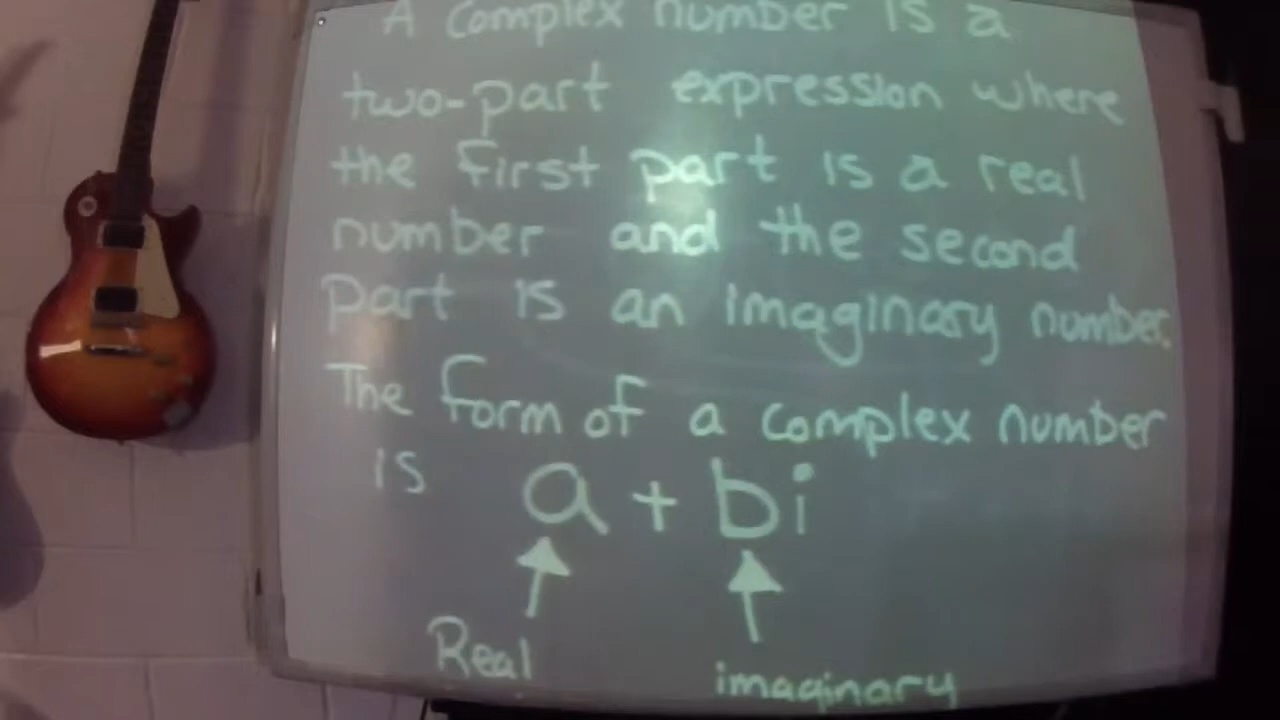 A complex number is a
two-part expression where
the first part is a real
number and the second
Part is an imaginary number.
The form of a complex number
is a + bi
Real
imaginary